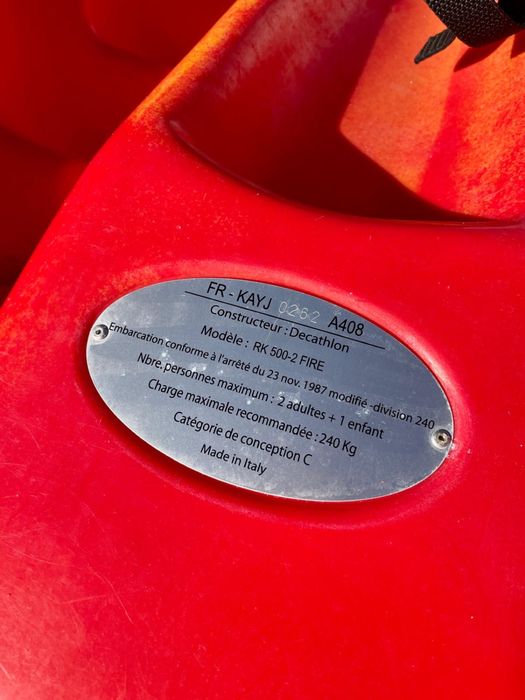 FR - KAYJ 0262 A408
Constructeur : Decathlon
Modèle : RK 500-2 FIRE
Embarcation conforme à l'arrêté du 23 nov. 1987 modifié, division 240
Nbre. personnes maximum : 2 adultes + 1 enfant
Charge maximale recommandée : 240 Kg
Catégorie de conception C
Made in Italy